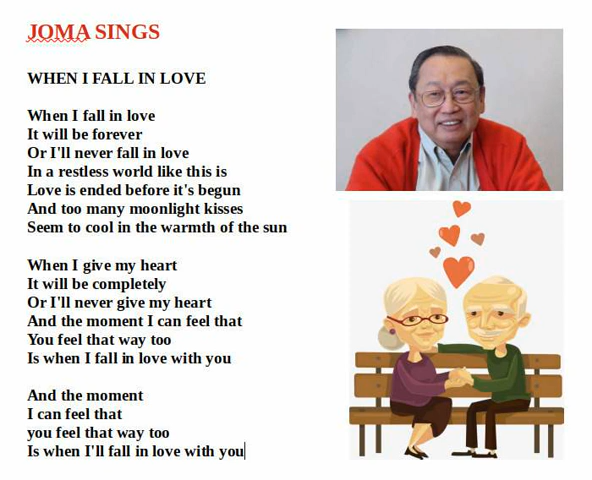 JOMA SINGS
WHEN I FALL IN LOVE
When I fall in love
It will be forever
Or I'll never fall in love
In a restless world like this is
Love is ended before it's begun
And too many moonlight kisses
Seem to cool in the warmth of the sun
When I give my heart
It will be completely
Or I'll never give my heart
And the moment I can feel that
You feel that way too
Is when I fall in love with you
And the moment
I can feel that
you feel that way too
Is when I'll fall in love with you